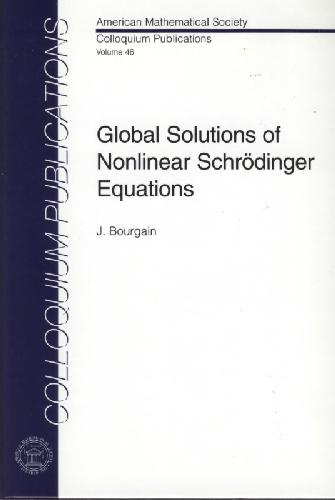 American Mathematical Society
Colloquium Publications
Volume 46
Global Solutions of
Nonlinear Schrödinger
Equations
J. Bourgain
COLLOQUIUM PUBLICATIONS